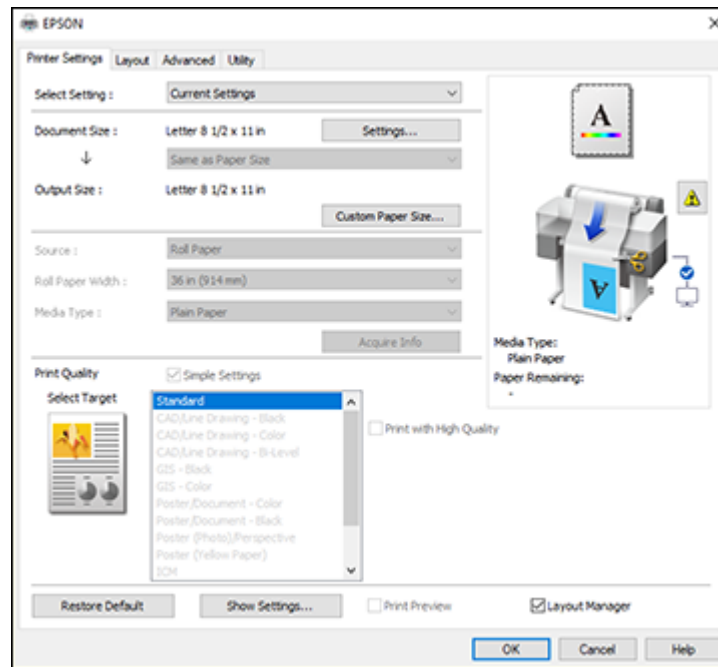 EPSON
Printer Settings Layout Advanced Utility
Select Setting : Current Settings
Document Size : Letter 8 1/2 x 11 in Settings...
Same as Paper Size
Output Size : Letter 8 1/2 x 11 in
Custom Paper Size...
Source : Roll Paper
Roll Paper Width : 36 in (914 mm)
Media Type : Plain Paper
Acquire Info
Print Quality Simple Settings
Select Target
Standard
CAD/Line Drawing - Black
CAD/Line Drawing - Color
CAD/Line Drawing - Bi-Level
GIS - Black
GIS - Color
Poster/Document - Color
Poster/Document - Black
Poster (Photo)/Perspective
Poster (Yellow Paper)
ICM
Print with High Quality
A
A
Media Type:
Plain Paper
Paper Remaining:
-
Restore Default Show Settings... Print Preview Layout Manager
OK Cancel Help